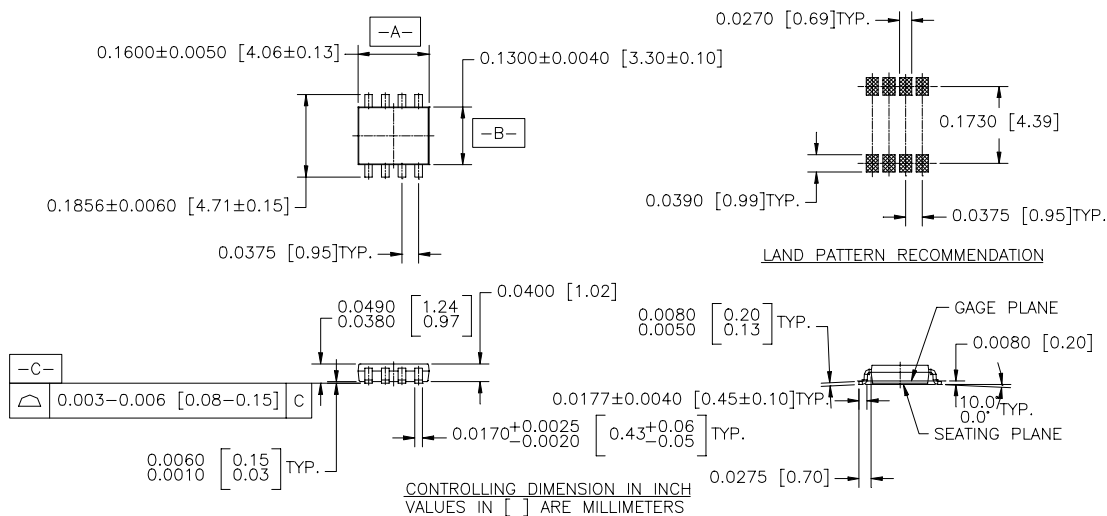 -A-
0.1600±0.0050 [4.06±0.13]
0.1300±0.0040 [3.30±0.10]
-B-
0.1856±0.0060 [4.71±0.15]
0.0375 [0.95]TYP.
0.0270 [0.69]TYP.
0.1730 [4.39]
0.0390 [0.99]TYP.
0.0375 [0.95]TYP.
LAND PATTERN RECOMMENDATION
0.0490 [1.24
0.0380 0.97]
0.0400 [1.02]
-C-
0.003-0.006 [0.08-0.15] C
0.0060 [0.15
0.0010 0.03] TYP.
0.0170+0.0025 -0.0020 [0.43+0.06 -0.05] TYP.
0.0080 [0.20
0.0050 0.13] TYP.
GAGE PLANE
0.0080 [0.20]
0.0177±0.0040 [0.45±0.10]TYP.
10.0°
0.0° TYP.
SEATING PLANE
0.0275 [0.70]
CONTROLLING DIMENSION IN INCH
VALUES IN [ ] ARE MILLIMETERS